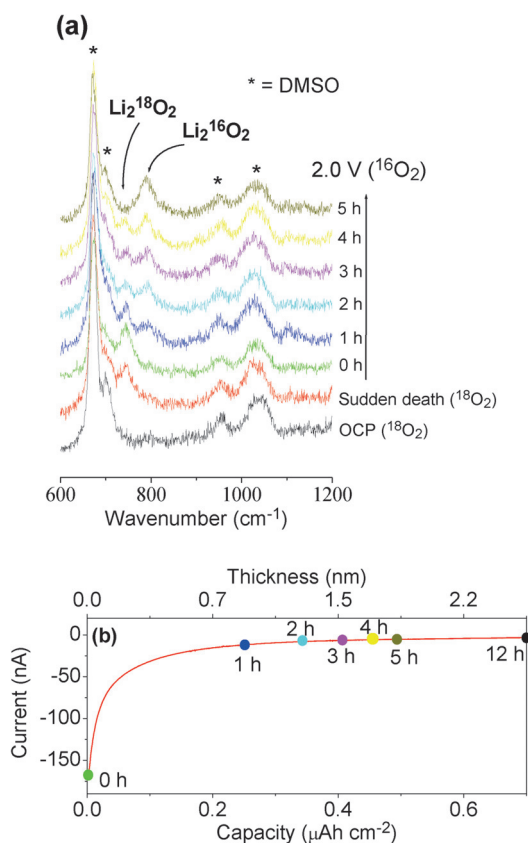 (a)
* = DMSO
Li₂¹⁸O₂
Li₂¹⁶O₂
2.0 V (¹⁶O₂)
* * * *
5 h
4 h
3 h
2 h
1 h
0 h
Sudden death (¹⁸O₂)
OCP (¹⁸O₂)
600 800 1000 1200
Wavenumber (cm⁻¹)
Thickness (nm)
0.0 0.7 1.5 2.2
(b)
0
-50
-100
-150
Current (nA)
0 h
1 h
2 h
3 h
4 h
5 h
12 h
0.0 0.2 0.4 0.6
Capacity (µAh cm⁻²)